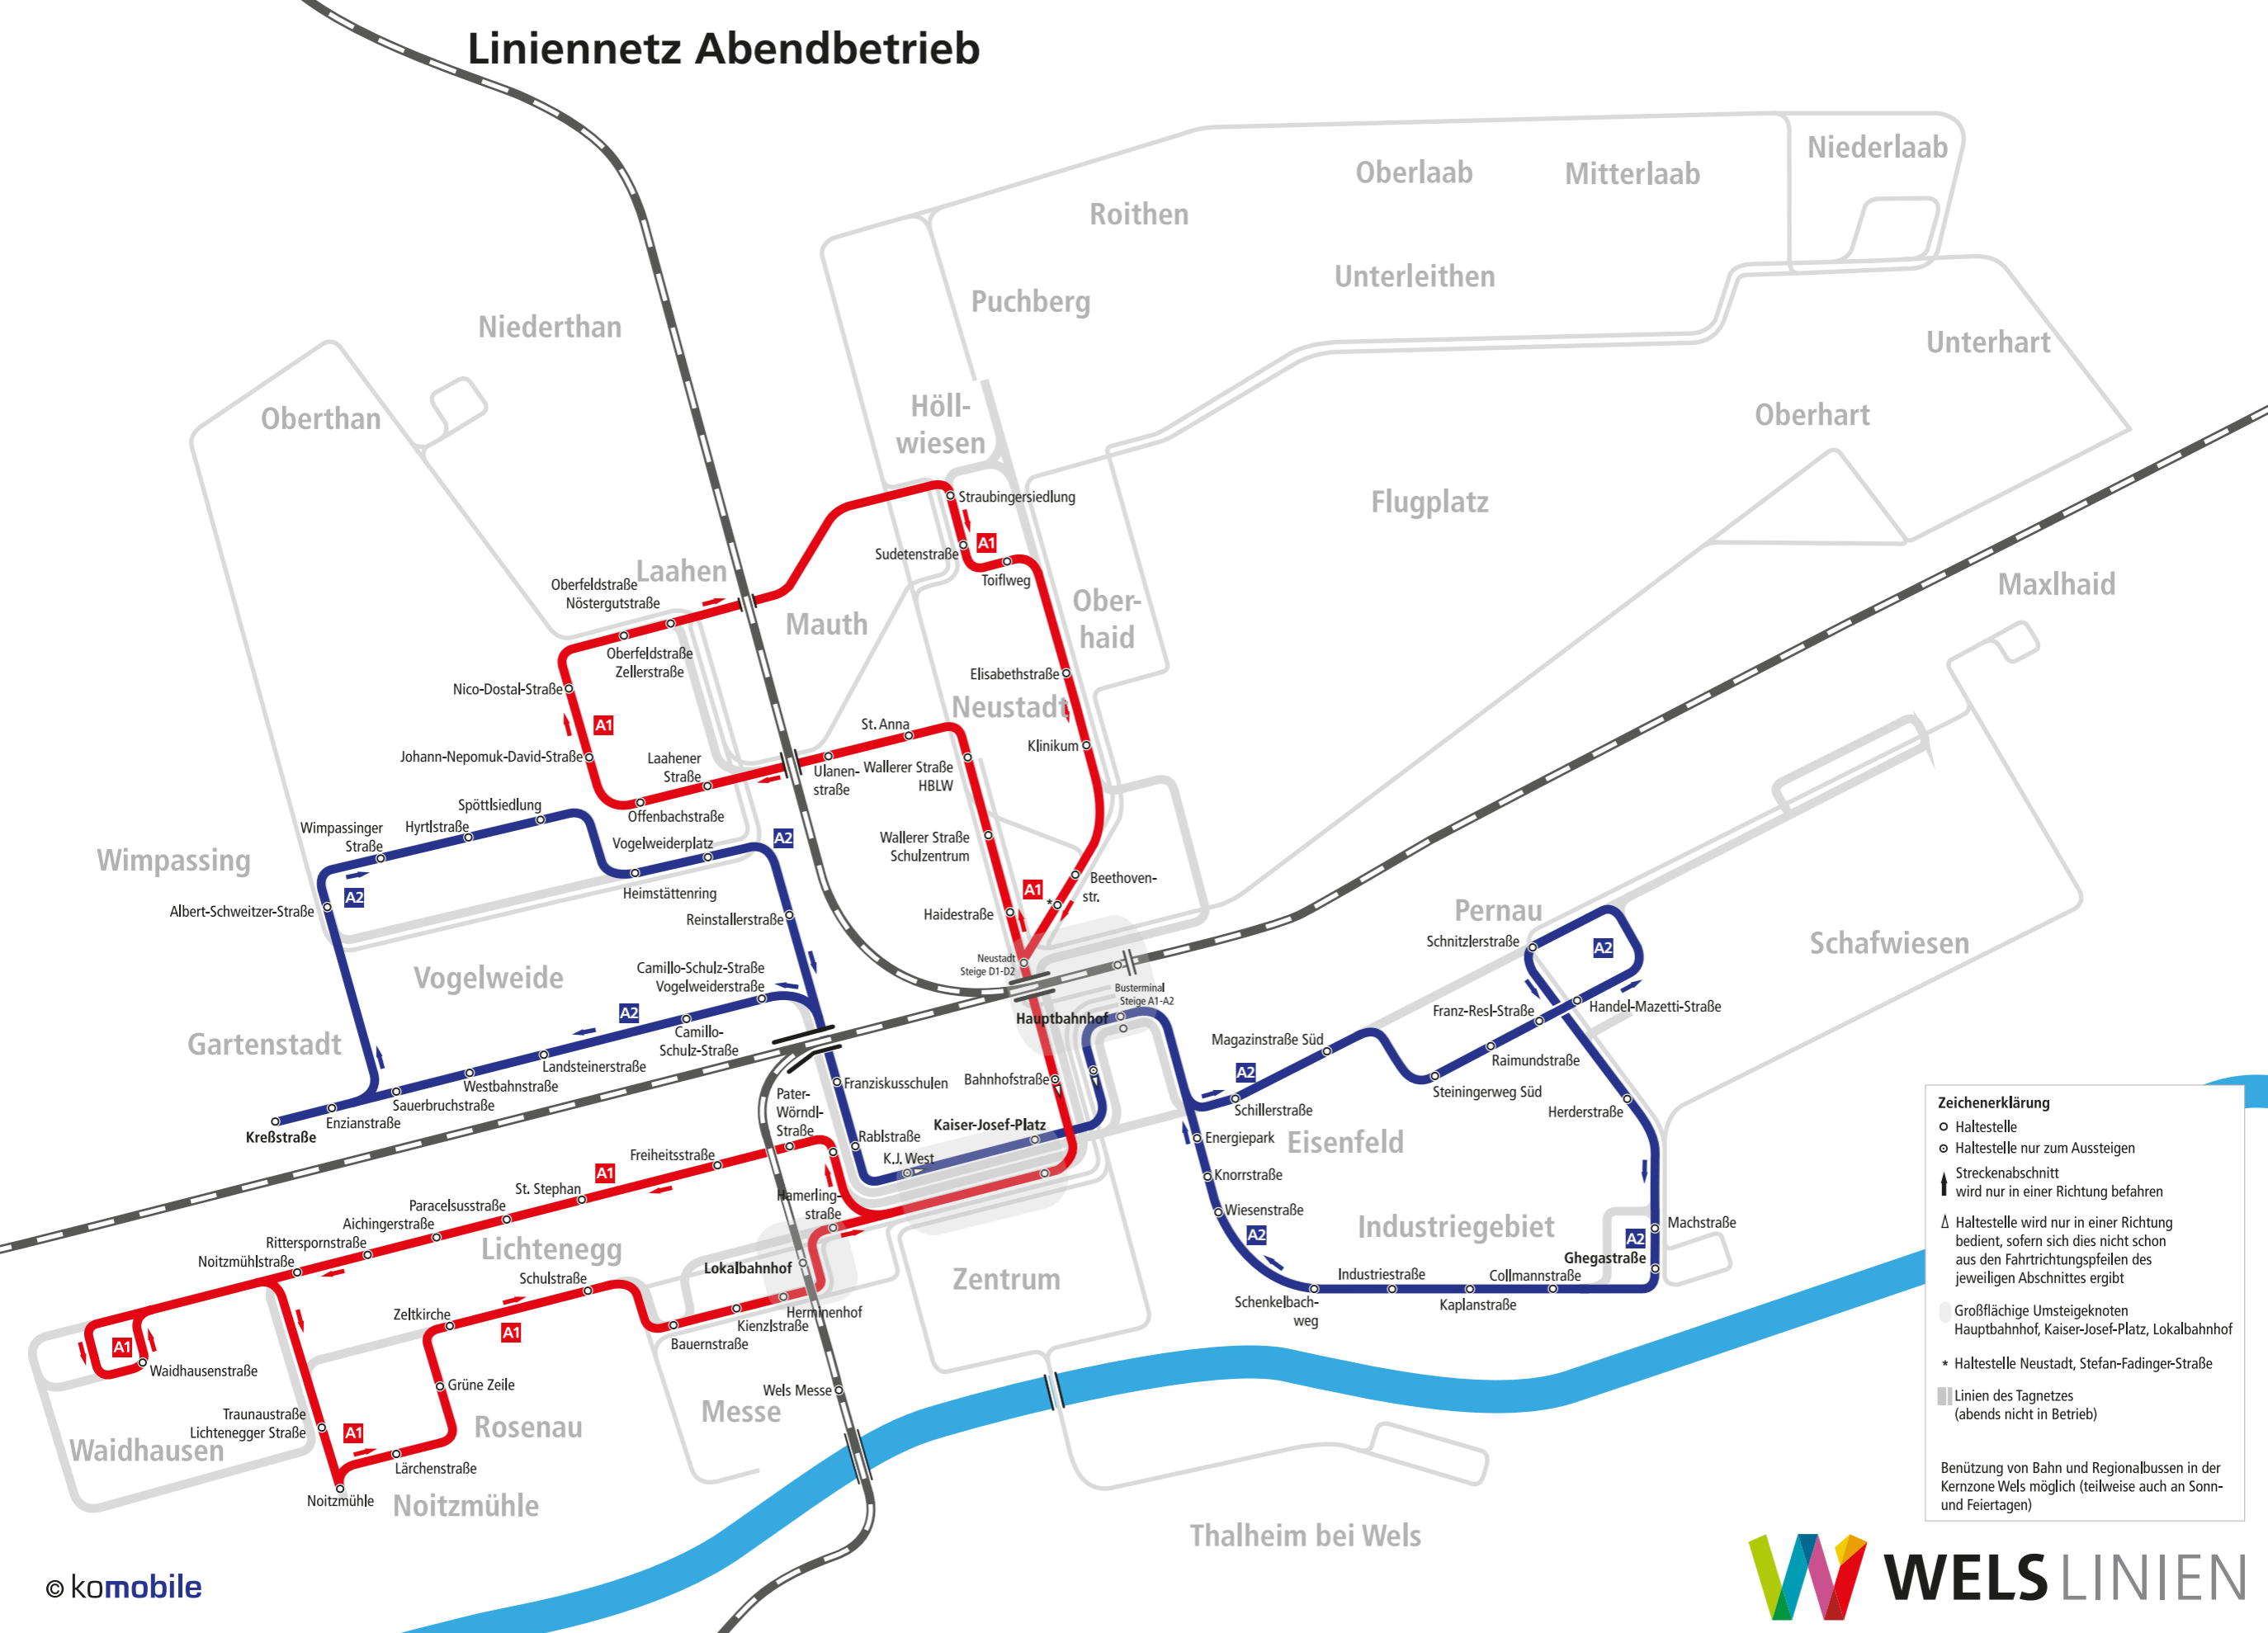 Liniennetz Abendbetrieb
Niederlaab
Oberlaab
Mitterlaab
Roithen
Unterleithen
Puchberg
Niederthan
Unterhart
Oberthan
Höll-
wiesen
Oberhart
Flugplatz
Straubingersiedlung
A1
Sudetenstraße
Toiflweg
Laahen
Oberfeldstraße
Nöstergutstraße
Mauth
Ober-
haid
Maxlhaid
Oberfeldstraße
Zellerstraße
Nico-Dostal-Straße
Elisabethstraße
Neustadt
A1
St. Anna
Klinikum
Johann-Nepomuk-David-Straße
Laahener
Straße
Ulanen-
straße
Wallerer Straße
HBLW
Offenbachstraße
Spöttlsiedlung
Hyrtlstraße
Wimpassinger
Straße
Vogelweiderplatz
A2
Wallerer Straße
Schulzentrum
Wimpassing
Heimstättenring
A2
Beethoven-
str.
*
A1
Albert-Schweitzer-Straße
Reinstallerstraße
Haidestraße
Pernau
Schnitzlerstraße
A2
Schafwiesen
Neustadt
Steige D1-D2
Vogelweide
Camillo-Schulz-Straße
Vogelweiderstraße
Busterminal
Steige A1-A2
Hauptbahnhof
Franz-Resl-Straße
Handel-Mazetti-Straße
A2
Camillo-
Schulz-Straße
Gartenstadt
Magazinstraße Süd
Raimundstraße
Landsteinerstraße
A2
Westbahnstraße
Franziskusschulen
Bahnhofstraße
Steiningerweg Süd
Sauerbruchstraße
Pater-
Wörndl-
Straße
Schillerstraße
Herderstraße
Enzianstraße
Kreßstraße
Rablstraße
Kaiser-Josef-Platz
Energiepark
Eisenfeld
Freiheitsstraße
K.J. West
A1
Knorrstraße
St. Stephan
Hamerling-
straße
Paracelsusstraße
Wiesenstraße
Industriegebiet
Machstraße
Aichingerstraße
A2
A2
Ritterspornstraße
Lichtenegg
Ghegastraße
Noitzmühlstraße
Lokalbahnhof
Zentrum
Schulstraße
Industriestraße
Collmannstraße
Schenkelbach-
weg
Kaplanstraße
Zeltkirche
Herminenhof
Kienzlstraße
A1
Bauernstraße
A1
Waidhausenstraße
Grüne Zeile
Wels Messe
Messe
Traunaustraße
Lichtenegger Straße
Rosenau
A1
Waidhausen
Lärchenstraße
Noitzmühle
Noitzmühle
Thalheim bei Wels
Zeichenerklärung
Haltestelle
Haltestelle nur zum Aussteigen
Streckenabschnitt
wird nur in einer Richtung befahren
Haltestelle wird nur in einer Richtung
bedient, sofern sich dies nicht schon
aus den Fahrtrichtungspfeilen des
jeweiligen Abschnittes ergibt
Großflächige Umsteigeknoten
Hauptbahnhof, Kaiser-Josef-Platz, Lokalbahnhof
* Haltestelle Neustadt, Stefan-Fadinger-Straße
Linien des Tagnetzes
(abends nicht in Betrieb)
Benützung von Bahn und Regionalbussen in der
Kernzone Wels möglich (teilweise auch an Sonn-
und Feiertagen)
© komobile
WELS LINIEN